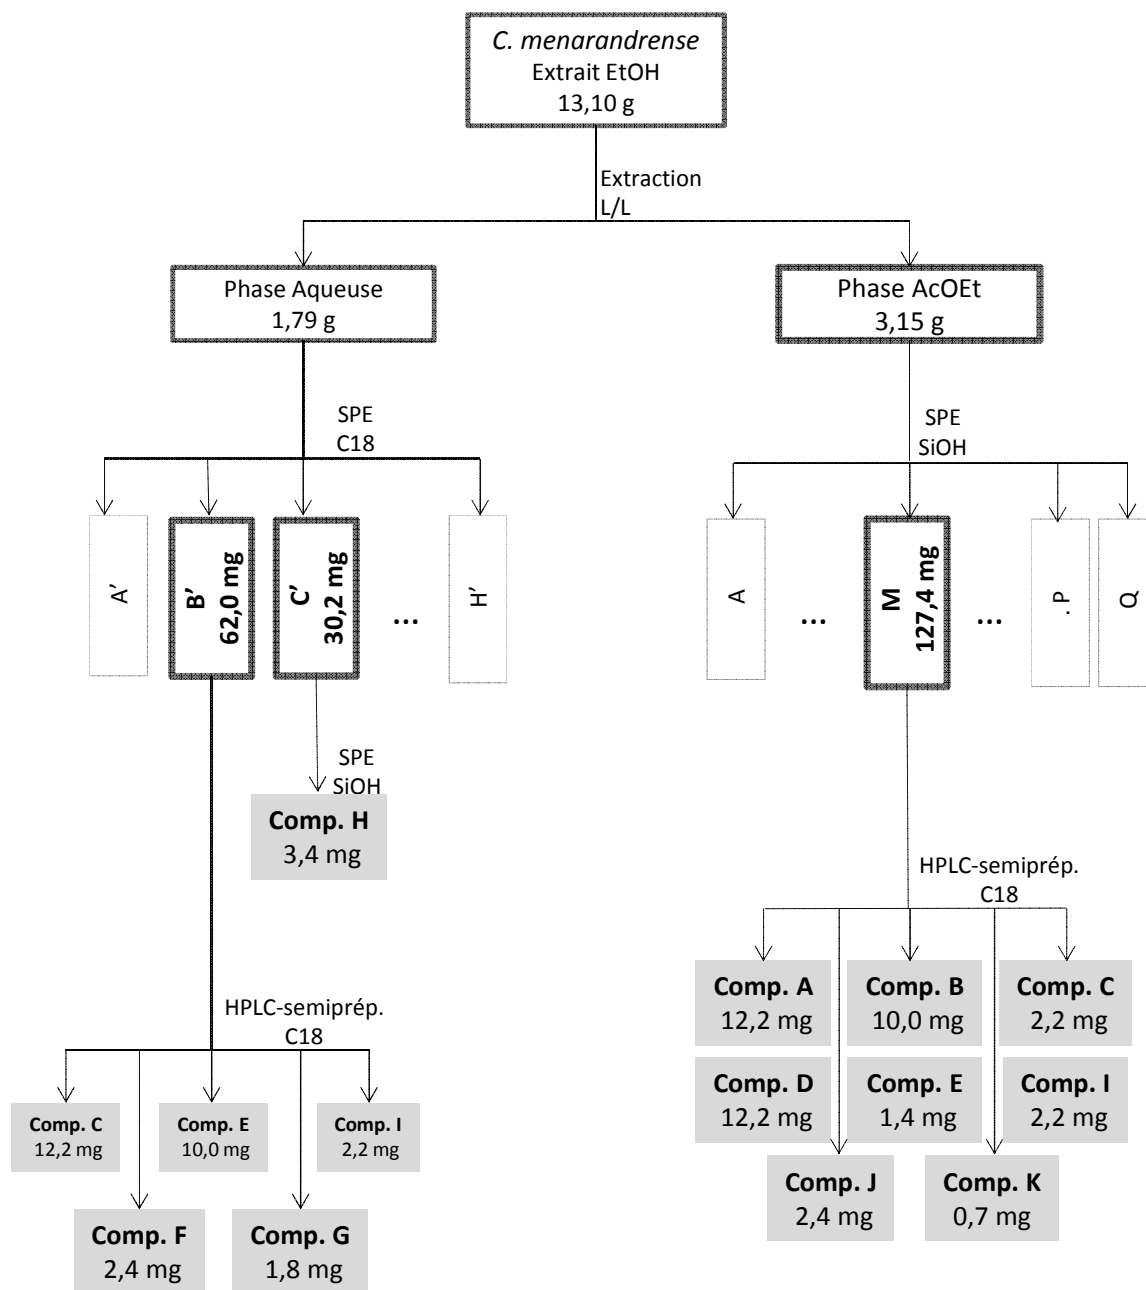 C. menarandrense
Extrait EtOH
13,10 g
Extraction
L/L
Phase Aqueuse
1,79 g
Phase AcOEt
3,15 g
SPE
C18
SPE
SiOH
A’
B’
62,0 mg
C’
30,2 mg
...
H’
A
...
M
127,4 mg
...
. P
Q
SPE
SiOH
Comp. H
3,4 mg
HPLC-semiprép.
C18
Comp. A
12,2 mg
Comp. B
10,0 mg
Comp. C
2,2 mg
Comp. D
12,2 mg
Comp. E
1,4 mg
Comp. I
2,2 mg
Comp. J
2,4 mg
Comp. K
0,7 mg
HPLC-semiprép.
C18
Comp. C
12,2 mg
Comp. E
10,0 mg
Comp. I
2,2 mg
Comp. F
2,4 mg
Comp. G
1,8 mg